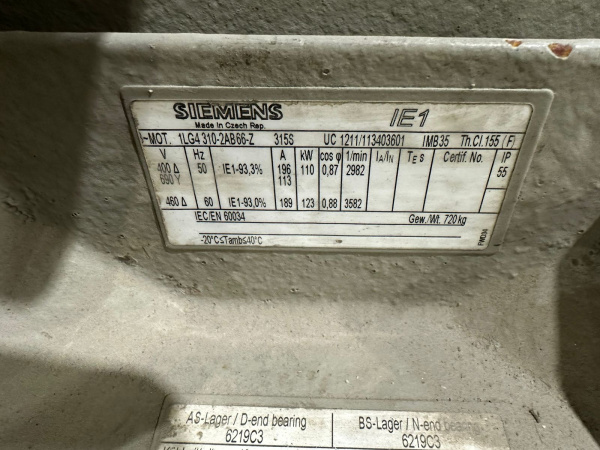 SIEMENS IE1
Made in Czech Rep.
~MOT. 1LG4 310-2AB66-Z 315S UC 1211/113403601 IMB35 Th.Cl.155 (F)
V Hz A kW cos φ 1/min IA/IN TES Certif. No. IP
400 Δ 50 IE1-93,3% 196 110 0,87 2982 55
690 Y 113
460 Δ 60 IE1-93,0% 189 123 0,88 3582
IEC/EN 60034 Gew./Wt. 720 kg
-20°C≤Tamb≤40°C
AS-Lager / D-end bearing BS-Lager / N-end bearing
6219C3 6219C3